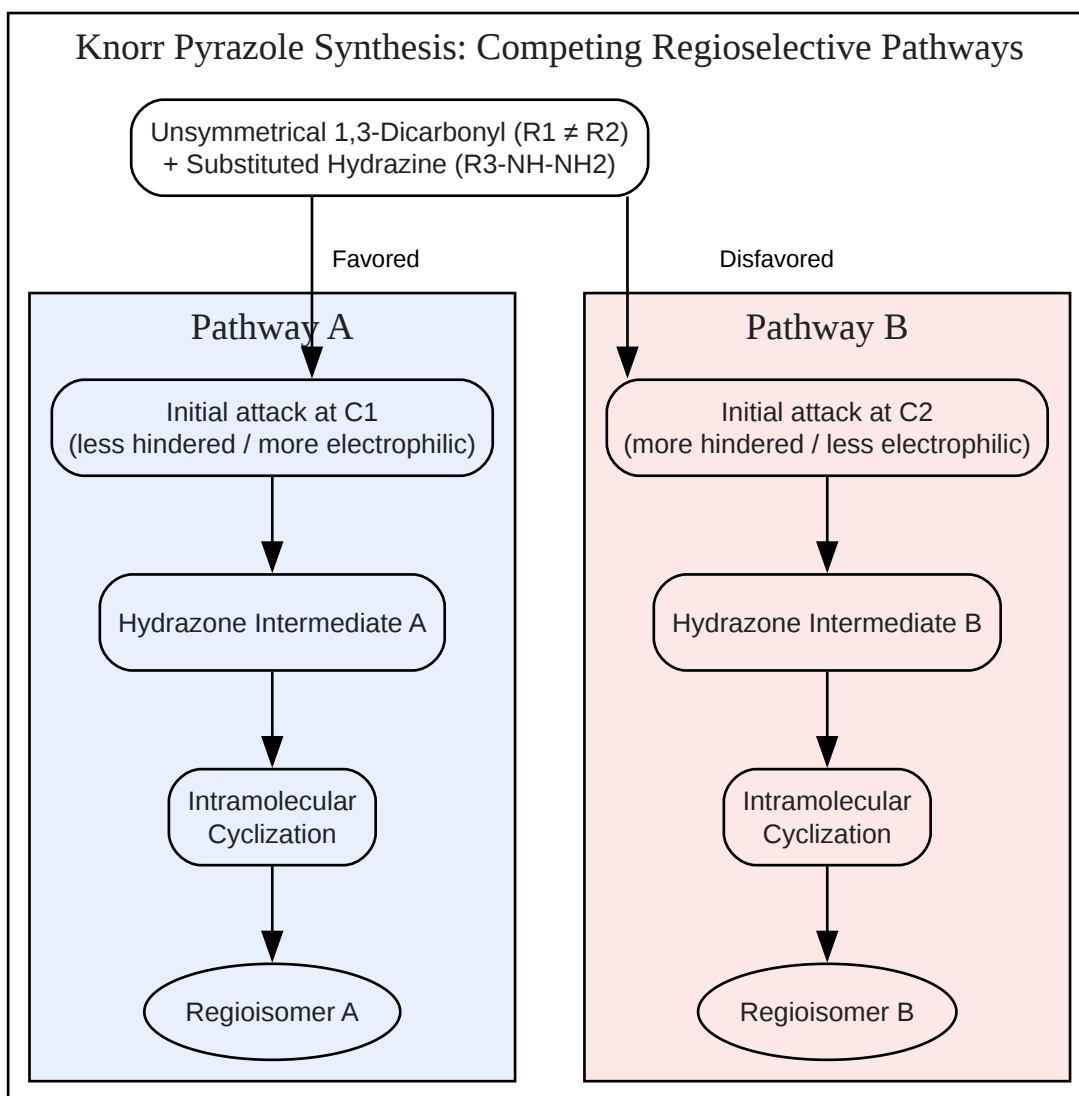 Knorr Pyrazole Synthesis: Competing Regioselective Pathways
Unsymmetrical 1,3-Dicarbonyl (R1 ≠ R2)
+ Substituted Hydrazine (R3-NH-NH2)
Favored
Disfavored
Pathway A
Initial attack at C1
(less hindered / more electrophilic)
Hydrazone Intermediate A
Intramolecular
Cyclization
Regioisomer A
Pathway B
Initial attack at C2
(more hindered / less electrophilic)
Hydrazone Intermediate B
Intramolecular
Cyclization
Regioisomer B